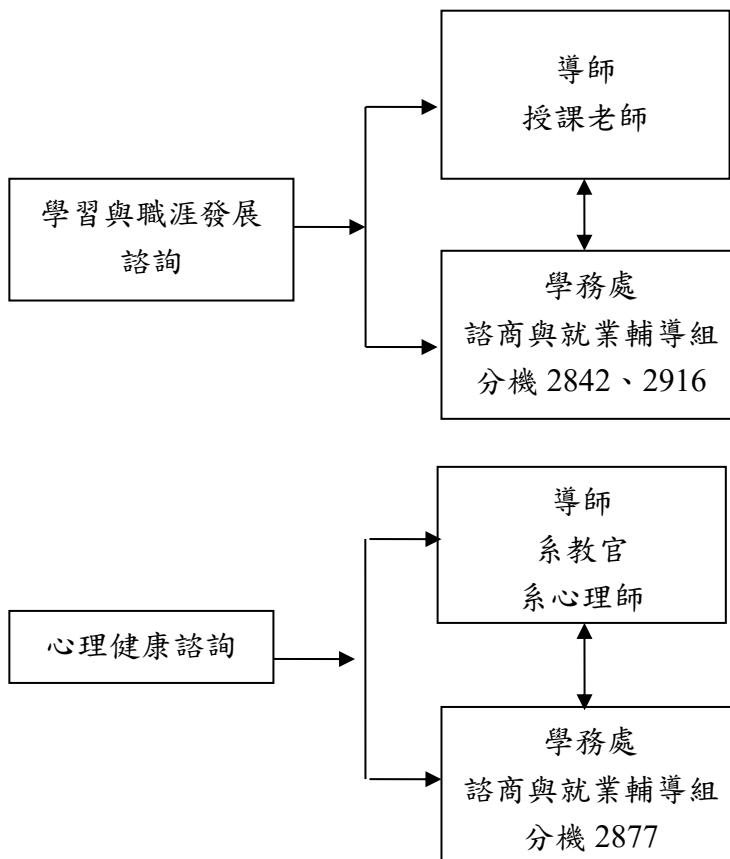 學習與職涯發展
諮詢
導師
授課老師
學務處
諮商與就業輔導組
分機 2842、2916
心理健康諮詢
導師
系教官
系心理師
學務處
諮商與就業輔導組
分機 2877